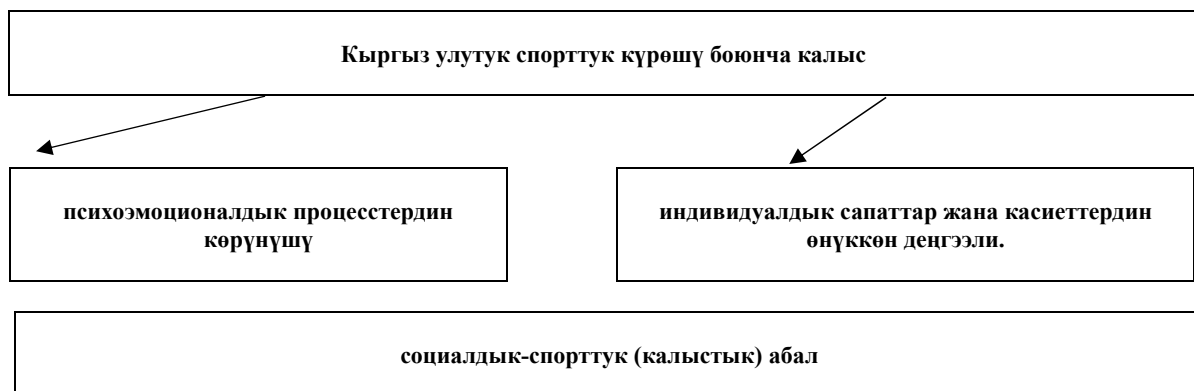 Кыргыз улутук спорттук күрөшү боюнча калыс
психоэмоционалдык процесстердин
көрүнүшү
индивидуалдык сапаттар жана касиеттердин
өнүккөн деңгээли.
социалдык-спорттук (калыстык) абал